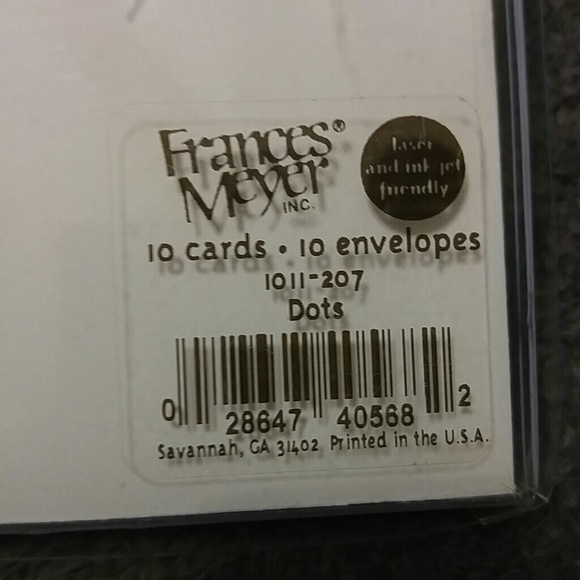 Frances®
Meyer
INC.
laser
and ink jet
friendly
10 cards • 10 envelopes
1011-207
Dots
0 28647 40568 2
Savannah, GA 31402 Printed in the U.S.A.